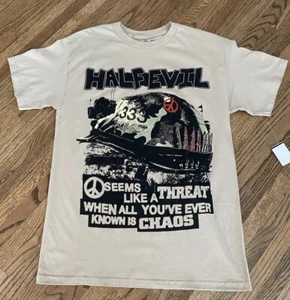 HALFEVIL
333
SEEMS
LIKE A THREAT
WHEN ALL YOU'VE EVER
KNOWN IS CHAOS